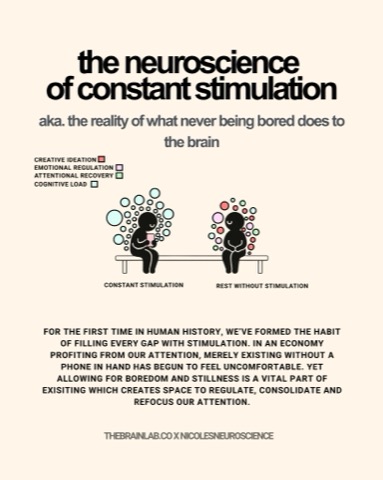 the neuroscience
of constant stimulation
aka. the reality of what never being bored does to
the brain
CREATIVE IDEATION
EMOTIONAL REGULATION
ATTENTIONAL RECOVERY
COGNITIVE LOAD
CONSTANT STIMULATION
REST WITHOUT STIMULATION
FOR THE FIRST TIME IN HUMAN HISTORY, WE'VE FORMED THE HABIT
OF FILLING EVERY GAP WITH STIMULATION. IN AN ECONOMY
PROFITING FROM OUR ATTENTION, MERELY EXISTING WITHOUT A
PHONE IN HAND HAS BEGUN TO FEEL UNCOMFORTABLE. YET
ALLOWING FOR BOREDOM AND STILLNESS IS A VITAL PART OF
EXISITING WHICH CREATES SPACE TO REGULATE, CONSOLIDATE AND
REFOCUS OUR ATTENTION.
THEBRAINLAB.CO X NICOLESNEUROSCIENCE